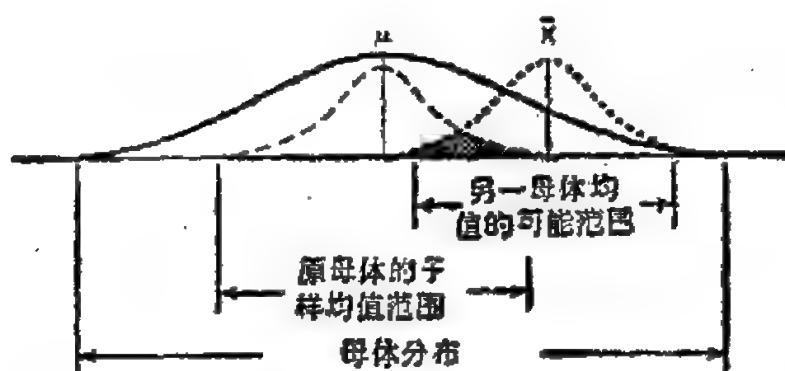 μ X̄
另一母体均
值的可能范围
原母体的子
样均值范围
母体分布